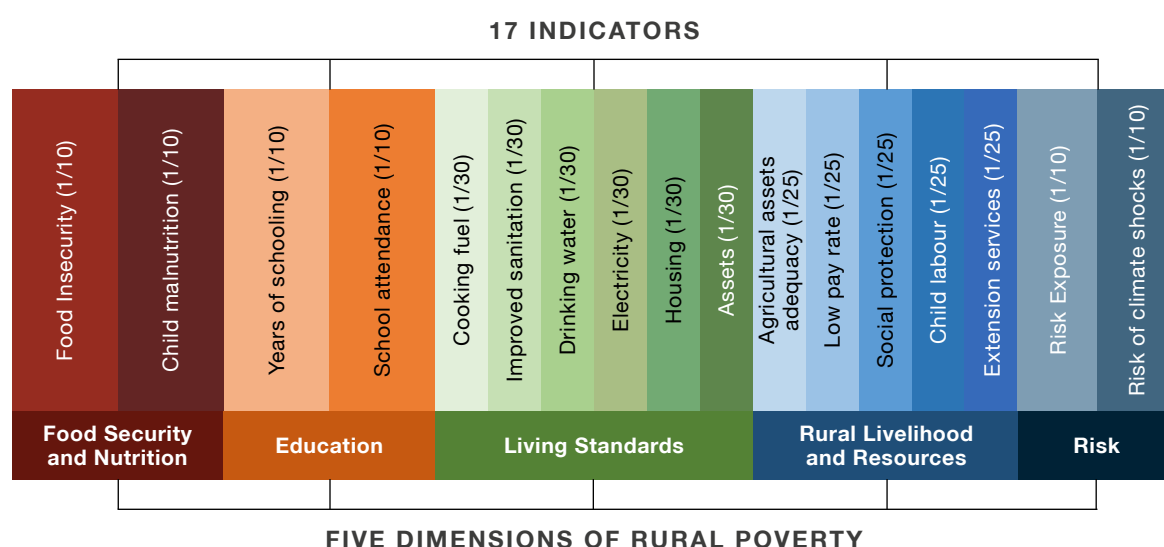 17 INDICATORS
Food Insecurity (1/10)
Child malnutrition (1/10)
Years of schooling (1/10)
School attendance (1/10)
Cooking fuel (1/30)
Improved sanitation (1/30)
Drinking water (1/30)
Electricity (1/30)
Housing (1/30)
Assets (1/30)
Agricultural assets
adequacy (1/25)
Low pay rate (1/25)
Social protection (1/25)
Child labour (1/25)
Extension services (1/25)
Risk Exposure (1/10)
Risk of climate shocks (1/10)
Food Security
and Nutrition
Education
Living Standards
Rural Livelihood
and Resources
Risk
FIVE DIMENSIONS OF RURAL POVERTY